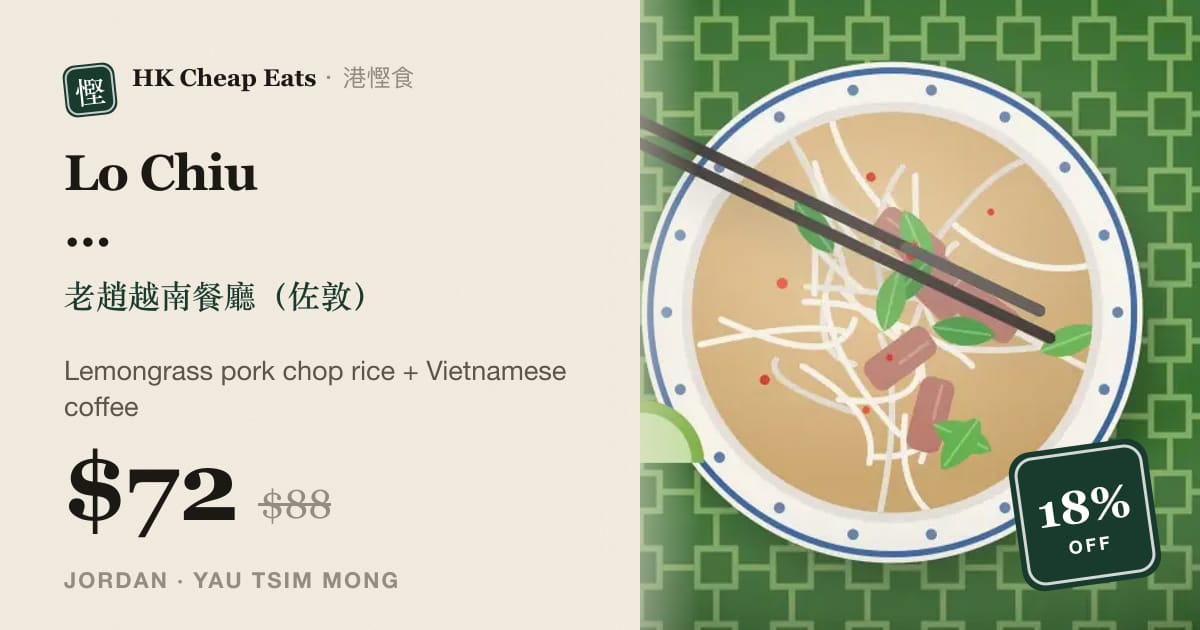 慳
HK Cheap Eats · 港慳食
Lo Chiu
...
老趙越南餐廳（佐敦）
Lemongrass pork chop rice + Vietnamese
coffee
$72 $88
JORDAN · YAU TSIM MONG
18%
OFF